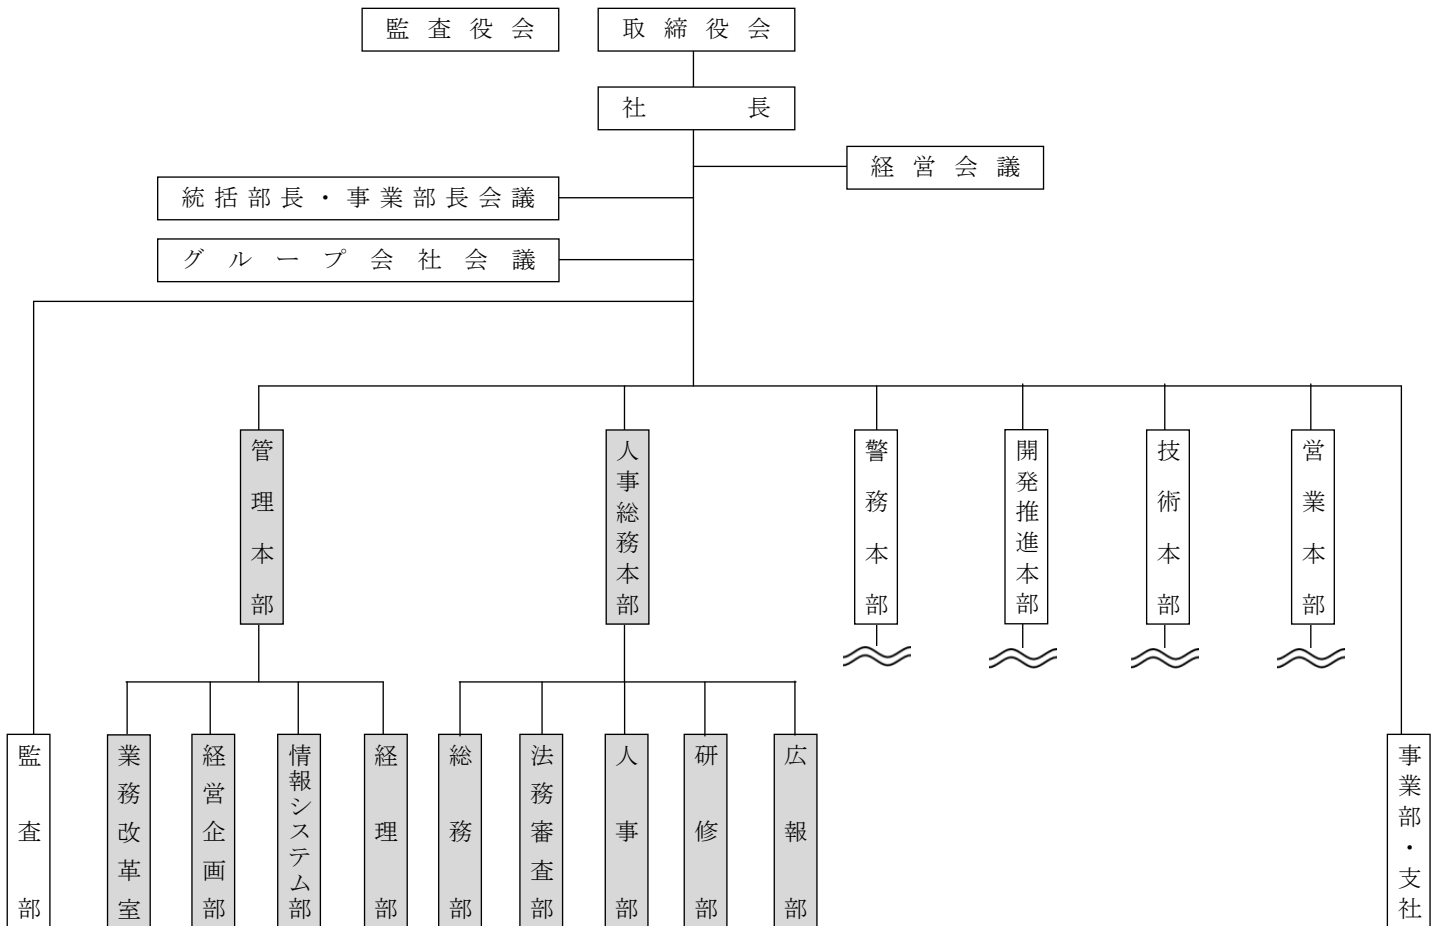 監査役会
取締役会
社長
経営会議
統括部長・事業部長会議
グループ会社会議
管理本部
人事総務本部
警務本部
開発推進本部
技術本部
営業本部
監査部
業務改革室
経営企画部
情報システム部
経理部
総務部
法務審査部
人事部
研修部
広報部
事業部・支社